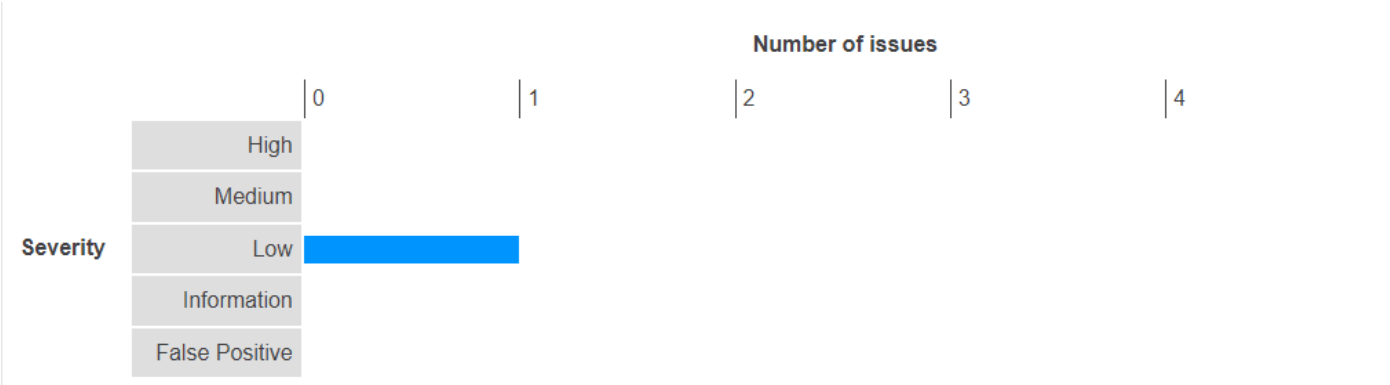 Number of issues
0 1 2 3 4
High
Medium
Severity Low
Information
False Positive